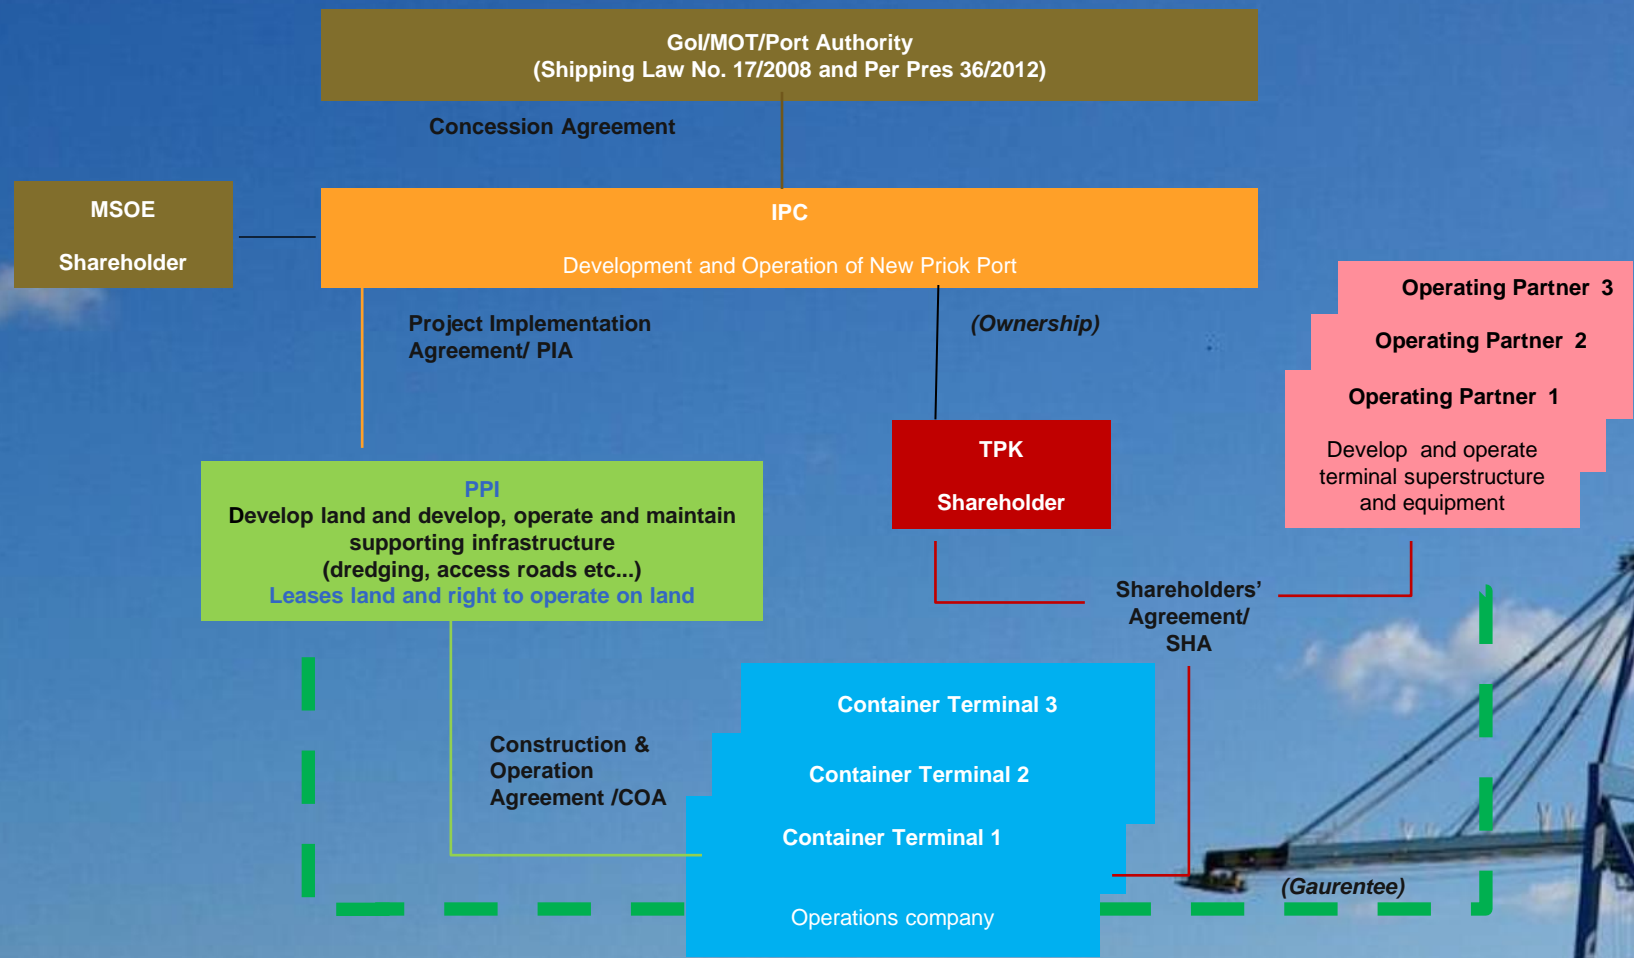 GoI/MOT/Port Authority
(Shipping Law No. 17/2008 and Per Pres 36/2012)
Concession Agreement
MSOE
Shareholder
IPC
Development and Operation of New Priok Port
Project Implementation
Agreement/ PIA
(Ownership)
Operating Partner 3
Operating Partner 2
Operating Partner 1
Develop and operate
terminal superstructure
and equipment
TPK
Shareholder
PPI
Develop land and develop, operate and maintain
supporting infrastructure
(dredging, access roads etc...)
Leases land and right to operate on land
Shareholders'
Agreement/
SHA
Container Terminal 3
Construction &
Operation
Agreement /COA
Container Terminal 2
Container Terminal 1
Operations company
(Gaurentee)